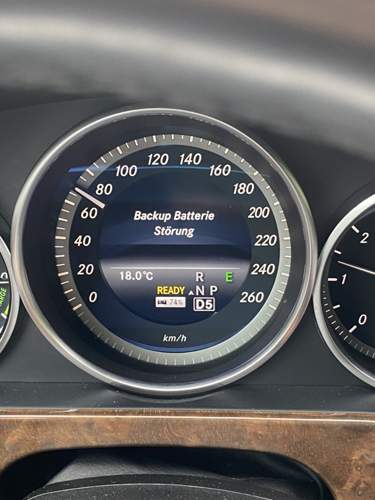 120 140
100 160
80 180
60 200
40 220
20 240
0 260
Backup Batterie
Störung
18.0°C R E
READY N P
74% D5
km/h
2
1
0